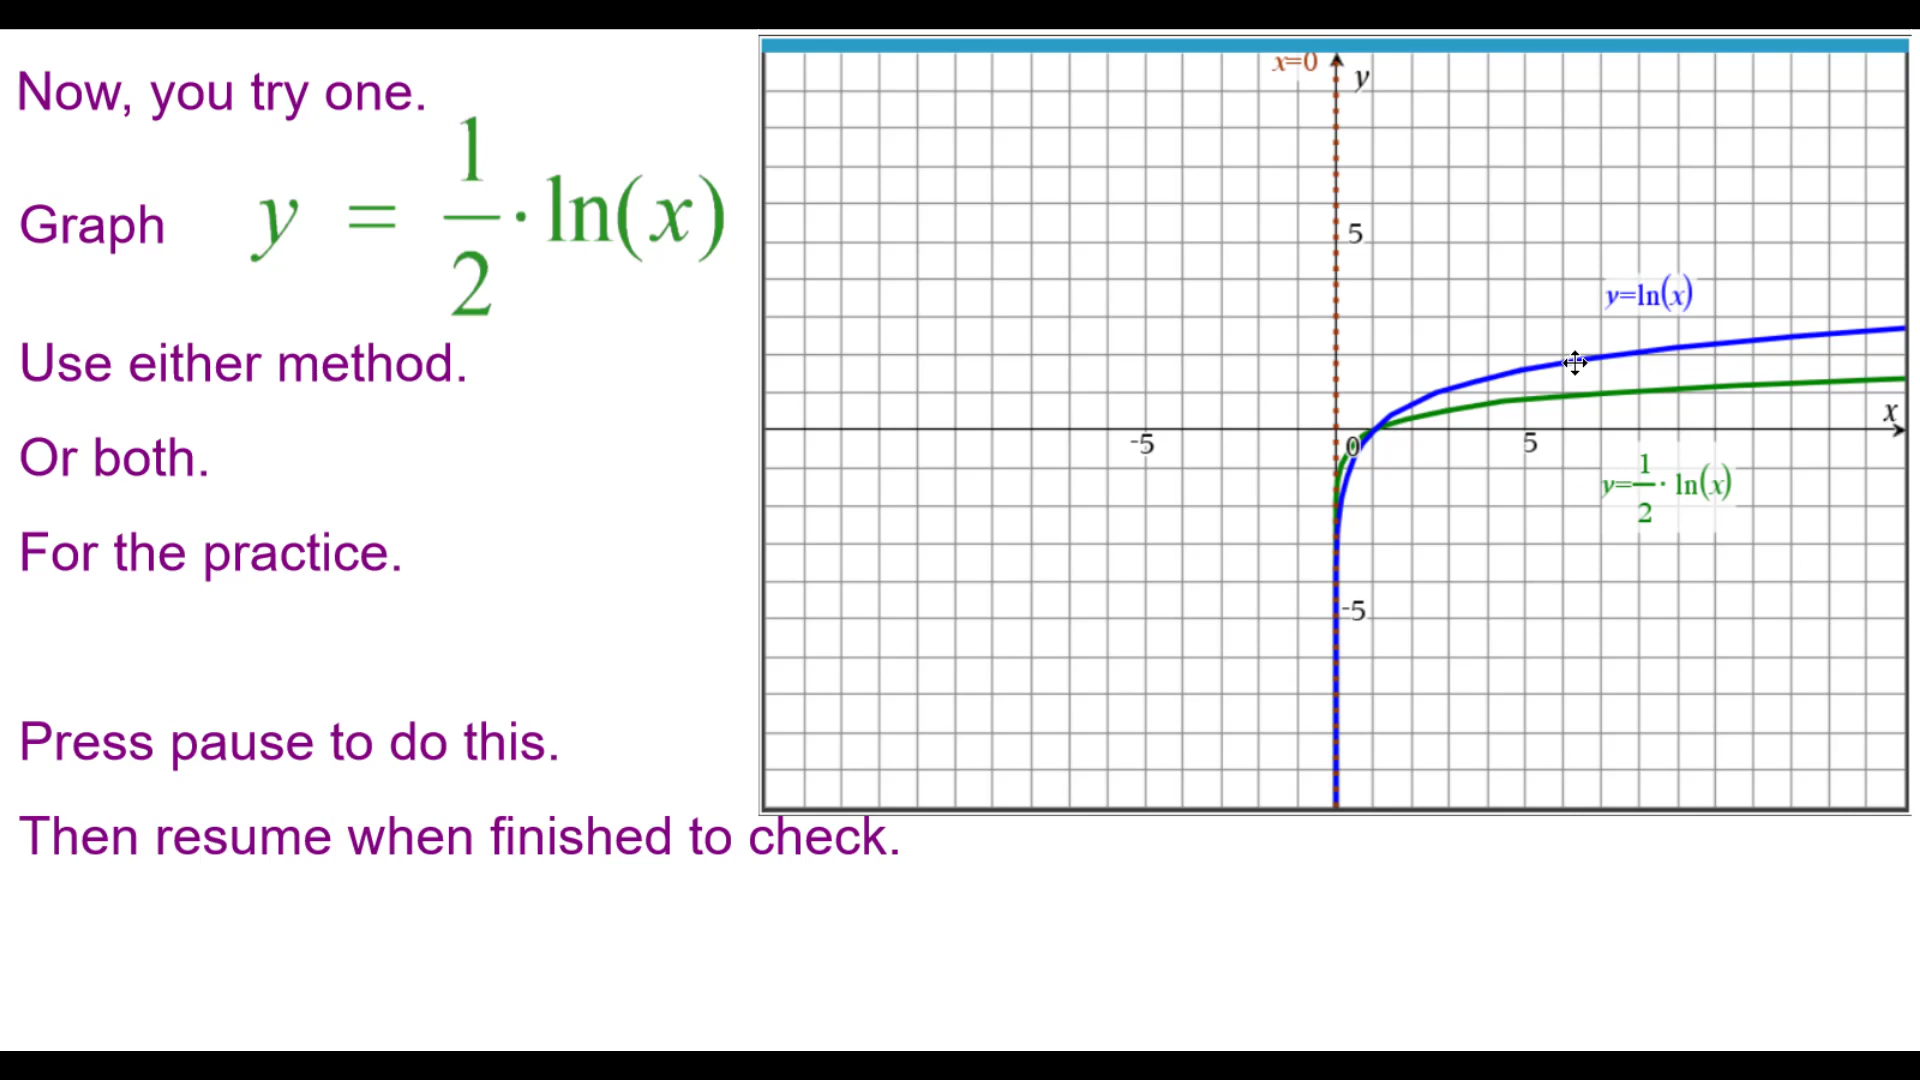 Now, you try one.
Graph y = 1/2 · ln(x)
Use either method.
Or both.
For the practice.
Press pause to do this.
Then resume when finished to check.
x=0
y
5
y=ln(x)
x
-5
0
5
y=1/2 · ln(x)
-5